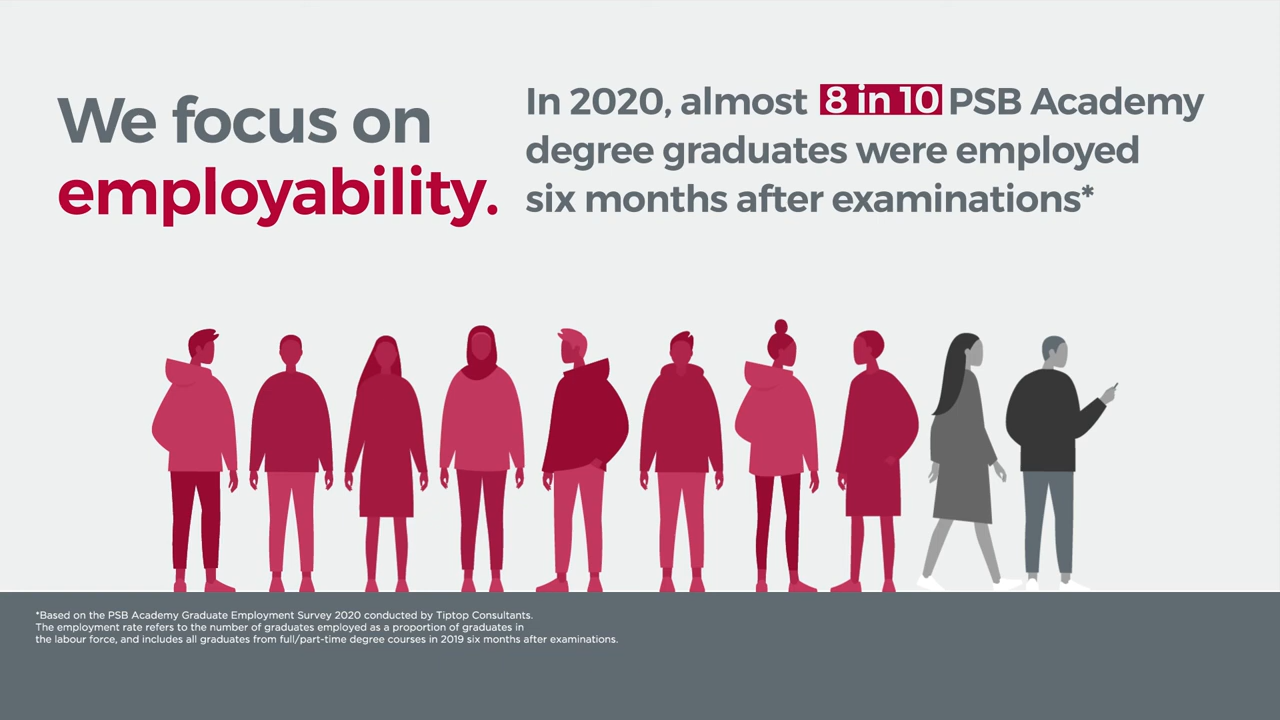 We focus on
employability.
In 2020, almost 8 in 10 PSB Academy
degree graduates were employed
six months after examinations*
*Based on the PSB Academy Graduate Employment Survey 2020 conducted by Tiptop Consultants.
The employment rate refers to the number of graduates employed as a proportion of graduates in
the labour force, and includes all graduates from full/part-time degree courses in 2019 six months after examinations.